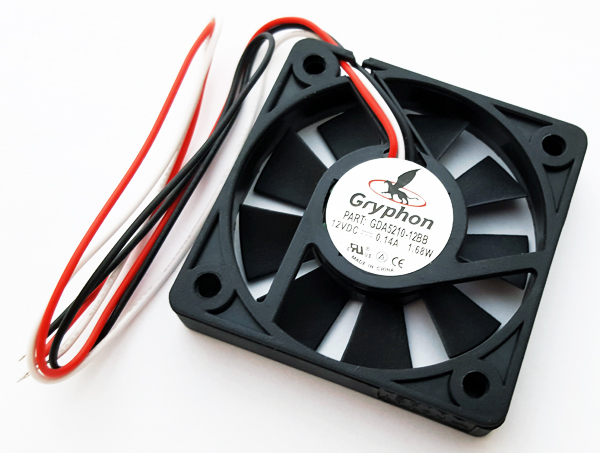 Gryphon
PART: GDA5210-12BB
12VDC ⎓ 0.14A 1.68W
CE
MADE IN CHINA